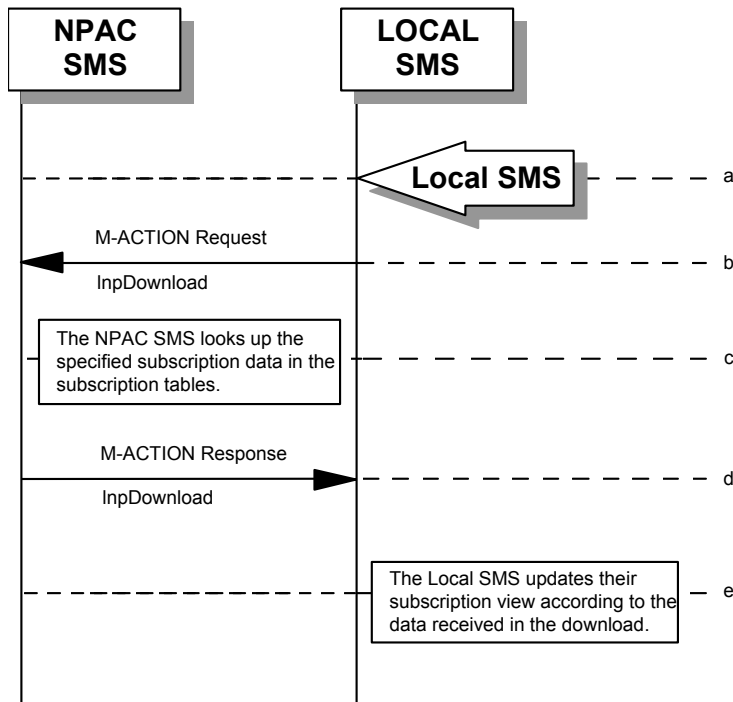 NPAC
SMS
LOCAL
SMS
Local SMS
a
M-ACTION Request
b
lnpDownload
The NPAC SMS looks up the
specified subscription data in the
subscription tables.
c
M-ACTION Response
d
lnpDownload
The Local SMS updates their
subscription view according to the
data received in the download.
e